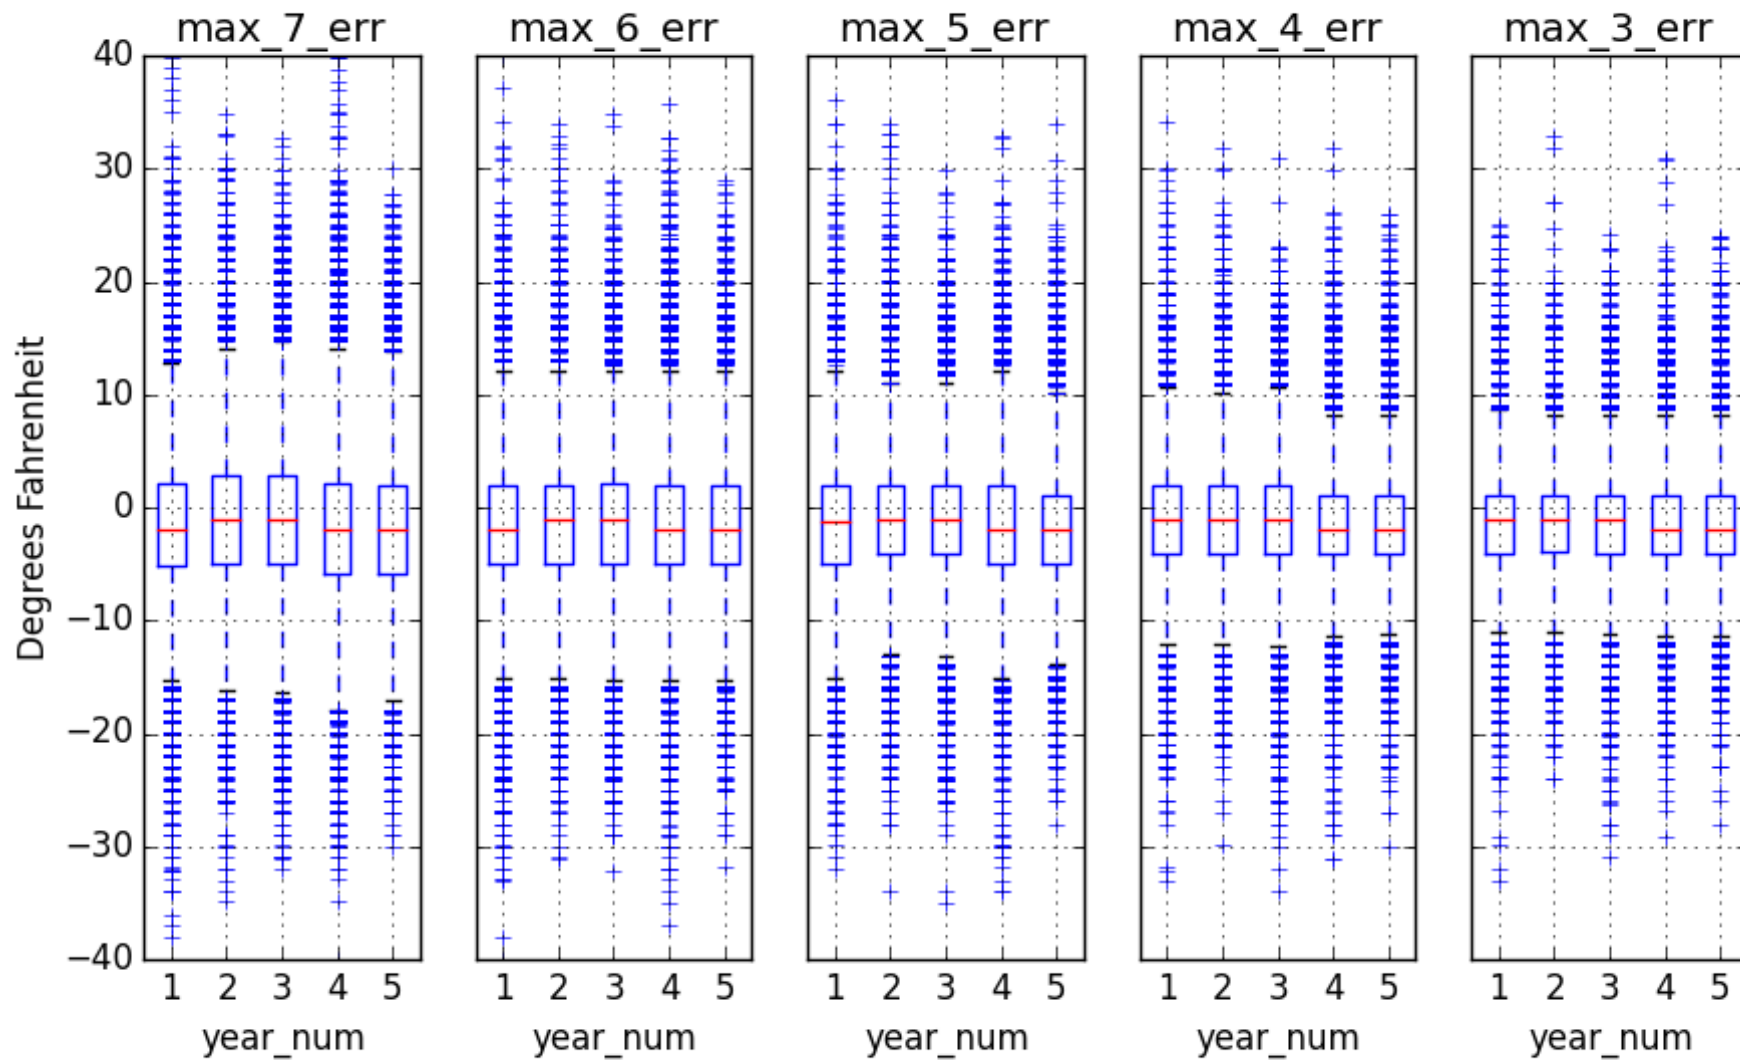 max_7_err max_6_err max_5_err max_4_err max_3_err
40
30
20
10
0
−10
−20
−30
−40
Degrees Fahrenheit
1 2 3 4 5 1 2 3 4 5 1 2 3 4 5 1 2 3 4 5 1 2 3 4 5
year_num year_num year_num year_num year_num